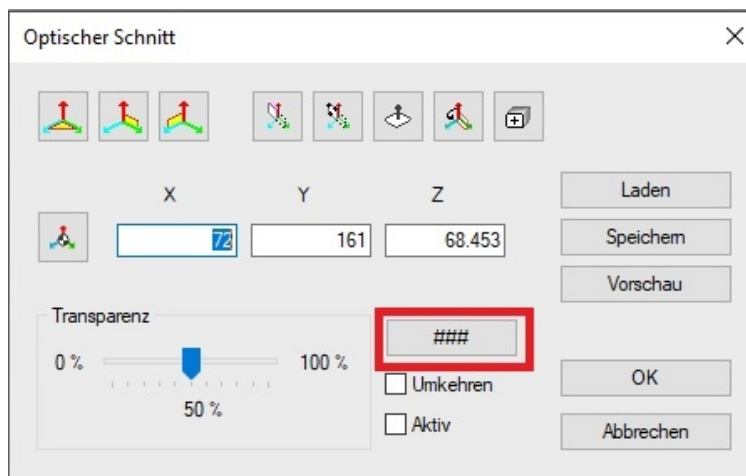 Optischer Schnitt
X Y Z
72 161 68.453
Laden
Speichern
Vorschau
Transparenz
0 % 100 %
50 %
###
Umkehren
Aktiv
OK
Abbrechen